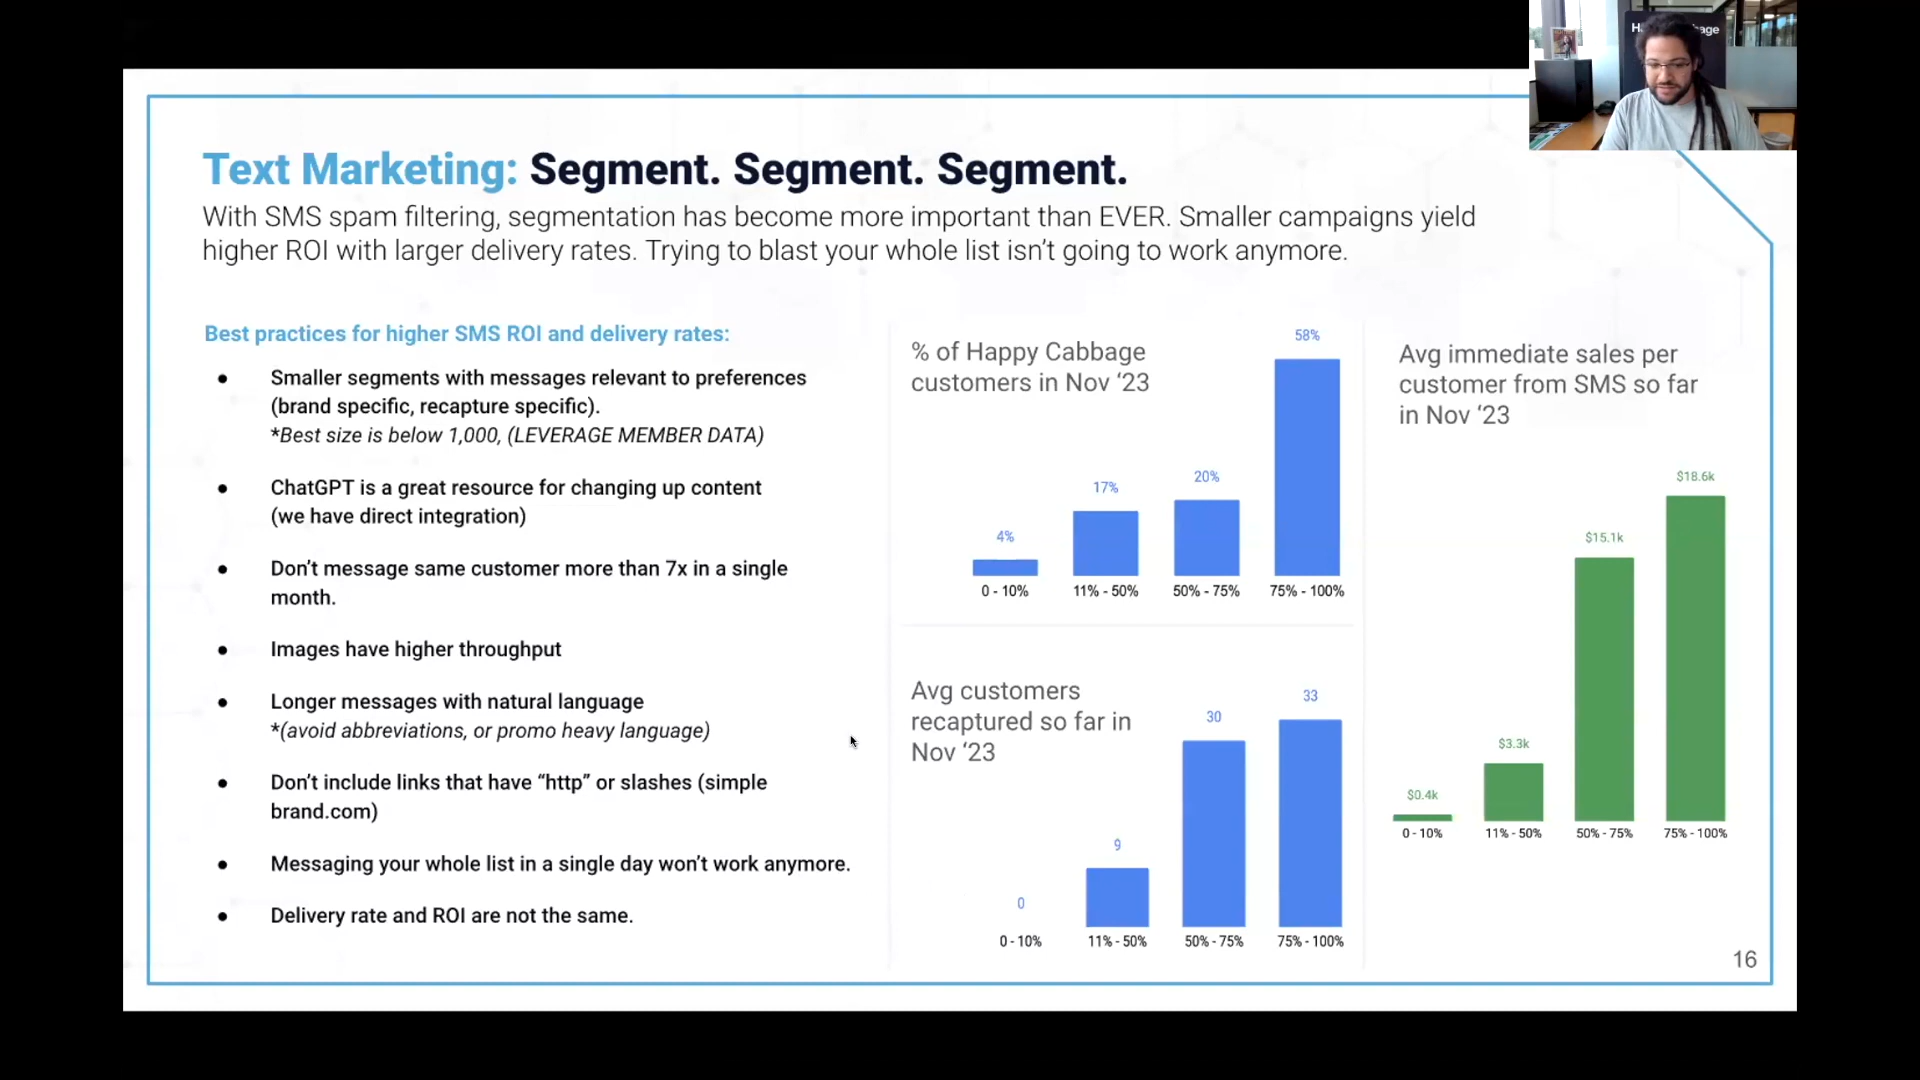 Text Marketing: Segment. Segment. Segment.
With SMS spam filtering, segmentation has become more important than EVER. Smaller campaigns yield
higher ROI with larger delivery rates. Trying to blast your whole list isn’t going to work anymore.
Best practices for higher SMS ROI and delivery rates:
● Smaller segments with messages relevant to preferences
(brand specific, recapture specific).
*Best size is below 1,000, (LEVERAGE MEMBER DATA)
● ChatGPT is a great resource for changing up content
(we have direct integration)
● Don’t message same customer more than 7x in a single
month.
● Images have higher throughput
● Longer messages with natural language
*(avoid abbreviations, or promo heavy language)
● Don’t include links that have “http” or slashes (simple
brand.com)
● Messaging your whole list in a single day won’t work anymore.
● Delivery rate and ROI are not the same.
% of Happy Cabbage
customers in Nov ‘23
4%
17%
20%
58%
0 - 10%
11% - 50%
50% - 75%
75% - 100%
Avg customers
recaptured so far in
Nov ‘23
0
9
30
33
0 - 10%
11% - 50%
50% - 75%
75% - 100%
Avg immediate sales per
customer from SMS so far
in Nov ‘23
$0.4k
$3.3k
$15.1k
$18.6k
0 - 10%
11% - 50%
50% - 75%
75% - 100%
16